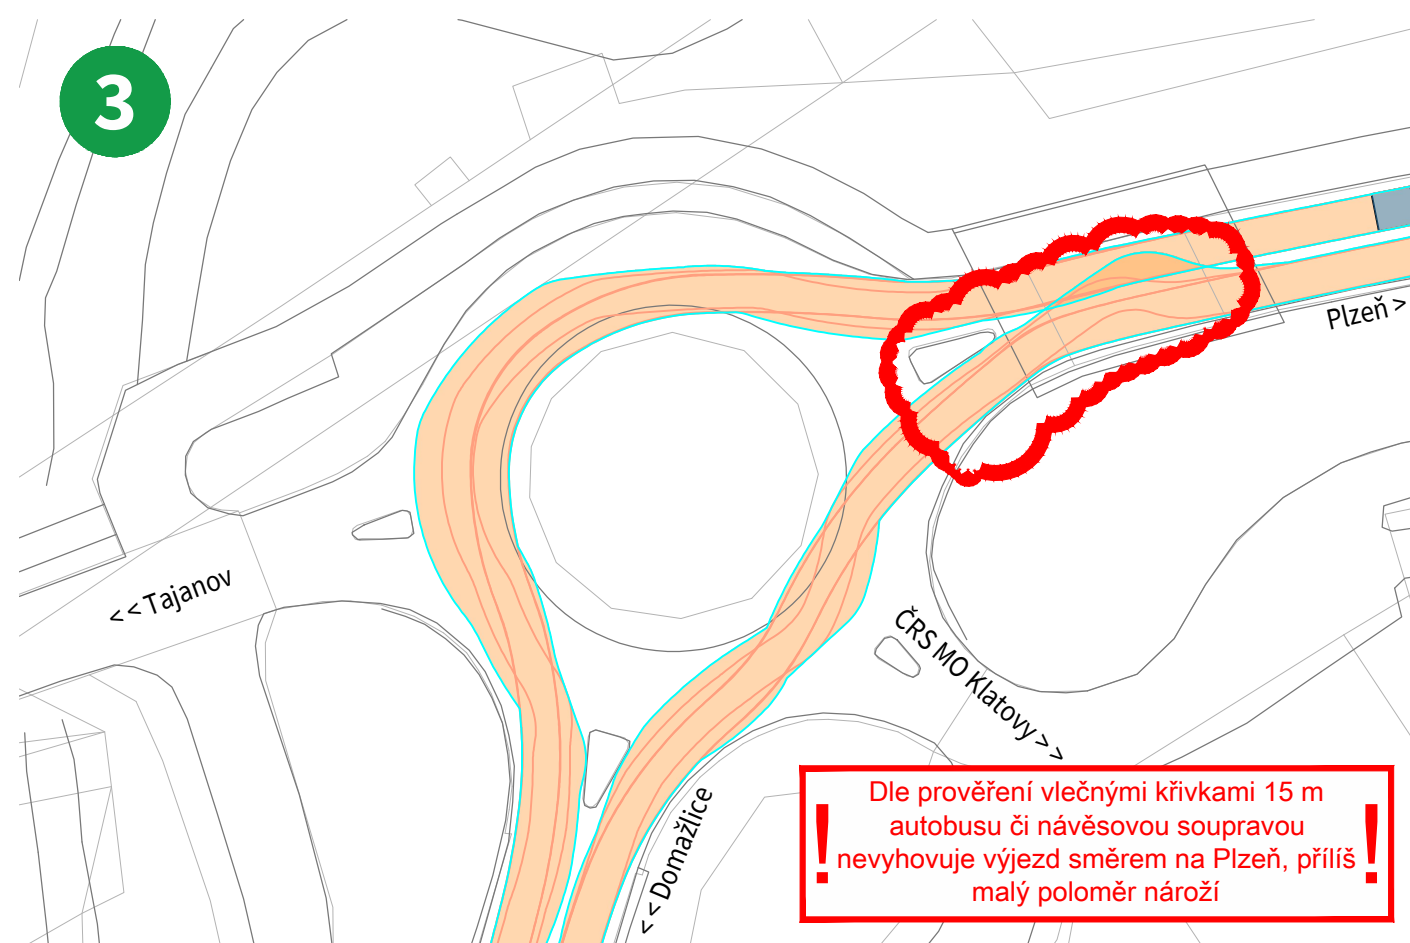 3
Plzeň >
<< Tajanov
ČRS MO Klatovy >>
<< Domažlice
! Dle prověření vlečnými křivkami 15 m !
autobusu či návěsovou soupravou
nevyhovuje výjezd směrem na Plzeň, příliš
malý poloměr nároží